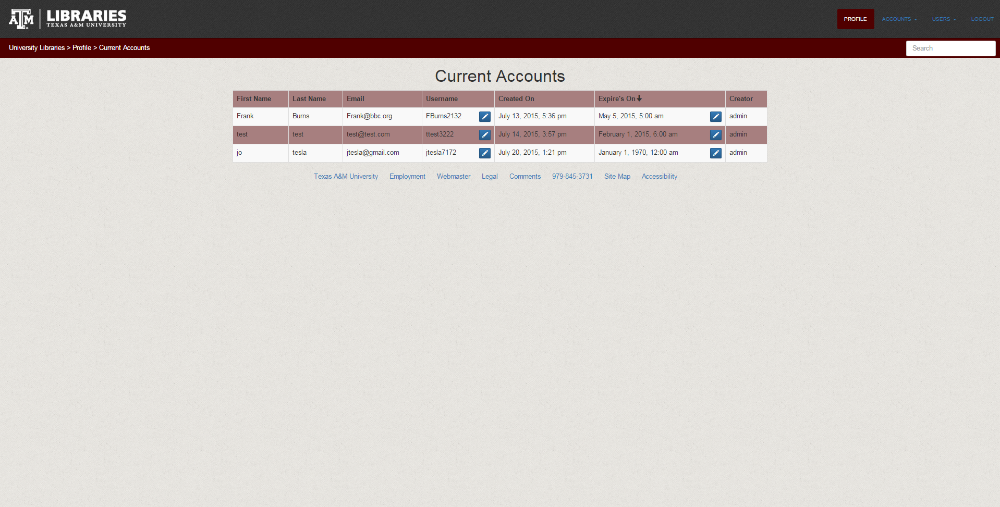 ATM. LIBRARIES
TEXAS A&M UNIVERSITY
PROFILE ACCOUNTS USERS LOGOUT
University Libraries > Profile > Current Accounts
Search
Current Accounts
First Name Last Name Email Username Created On Expire's On Creator
Frank Burns Frank@bbc.org FBurns2132 July 13, 2015, 5:36 pm May 5, 2015, 5:00 am admin
test test test@test.com ttest3222 July 14, 2015, 3:57 pm February 1, 2015, 6:00 am admin
jo tesla jtesla@gmail.com jtesla7172 July 20, 2015, 1:21 pm January 1, 1970, 12:00 am admin
Texas A&M University Employment Webmaster Legal Comments 979-845-3731 Site Map Accessibility